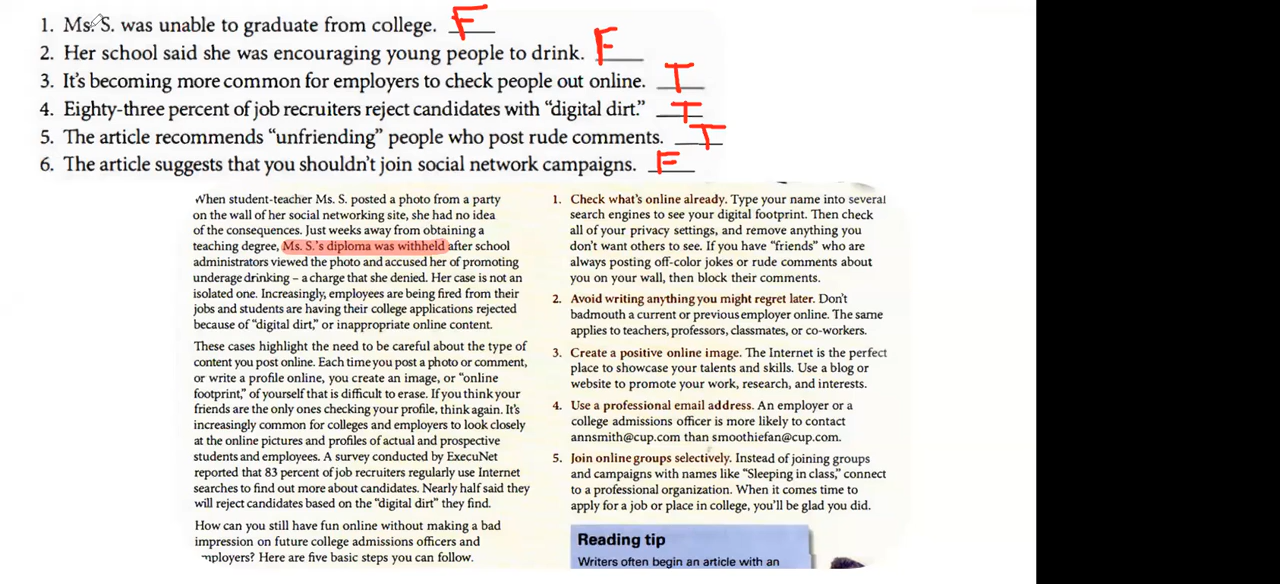 1. Ms. S. was unable to graduate from college. F
2. Her school said she was encouraging young people to drink. F
3. It's becoming more common for employers to check people out online. T
4. Eighty-three percent of job recruiters reject candidates with "digital dirt." T
5. The article recommends "unfriending" people who post rude comments. T
6. The article suggests that you shouldn't join social network campaigns. F
When student-teacher Ms. S. posted a photo from a party
on the wall of her social networking site, she had no idea
of the consequences. Just weeks away from obtaining a
teaching degree, Ms. S.'s diploma was withheld after school
administrators viewed the photo and accused her of promoting
underage drinking – a charge that she denied. Her case is not an
isolated one. Increasingly, employees are being fired from their
jobs and students are having their college applications rejected
because of "digital dirt," or inappropriate online content.
These cases highlight the need to be careful about the type of
content you post online. Each time you post a photo or comment,
or write a profile online, you create an image, or "online
footprint," of yourself that is difficult to erase. If you think your
friends are the only ones checking your profile, think again. It's
increasingly common for colleges and employers to look closely
at the online pictures and profiles of actual and prospective
students and employees. A survey conducted by ExecuNet
reported that 83 percent of job recruiters regularly use Internet
searches to find out more about candidates. Nearly half said they
will reject candidates based on the "digital dirt" they find.
How can you still have fun online without making a bad
impression on future college admissions officers and
mployers? Here are five basic steps you can follow.
1. Check what's online already. Type your name into several
search engines to see your digital footprint. Then check
all of your privacy settings, and remove anything you
don't want others to see. If you have "friends" who are
always posting off-color jokes or rude comments about
you on your wall, then block their comments.
2. Avoid writing anything you might regret later. Don't
badmouth a current or previous employer online. The same
applies to teachers, professors, classmates, or co-workers.
3. Create a positive online image. The Internet is the perfect
place to showcase your talents and skills. Use a blog or
website to promote your work, research, and interests.
4. Use a professional email address. An employer or a
college admissions officer is more likely to contact
annsmith@cup.com than smoothiefan@cup.com.
5. Join online groups selectively. Instead of joining groups
and campaigns with names like "Sleeping in class," connect
to a professional organization. When it comes time to
apply for a job or place in college, you'll be glad you did.
Reading tip
Writers often begin an article with an